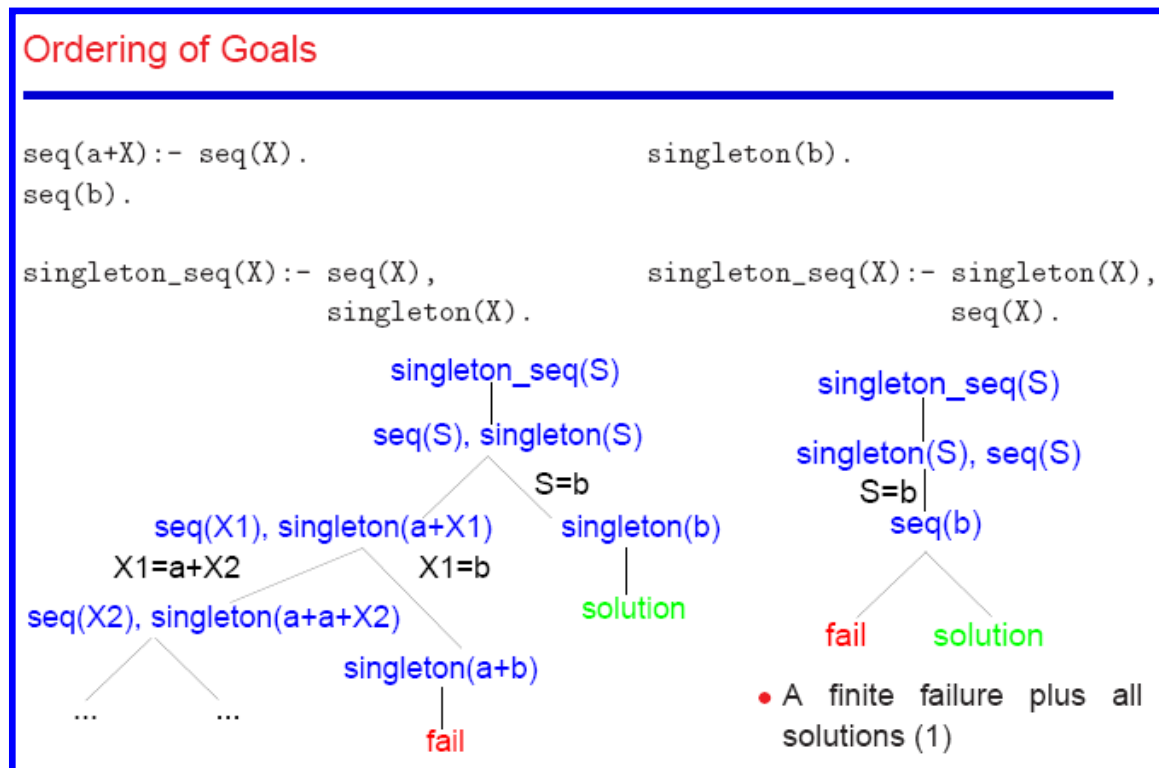 Ordering of Goals
seq(a+X):- seq(X).
seq(b).
singleton(b).
singleton_seq(X):- seq(X),
singleton(X).
singleton_seq(X):- singleton(X),
seq(X).
singleton_seq(S)
seq(S), singleton(S)
S=b
seq(X1), singleton(a+X1)
singleton(b)
X1=a+X2
X1=b
solution
seq(X2), singleton(a+a+X2)
singleton(a+b)
...
...
fail
singleton_seq(S)
singleton(S), seq(S)
S=b
seq(b)
fail
solution
• A finite failure plus all
solutions (1)